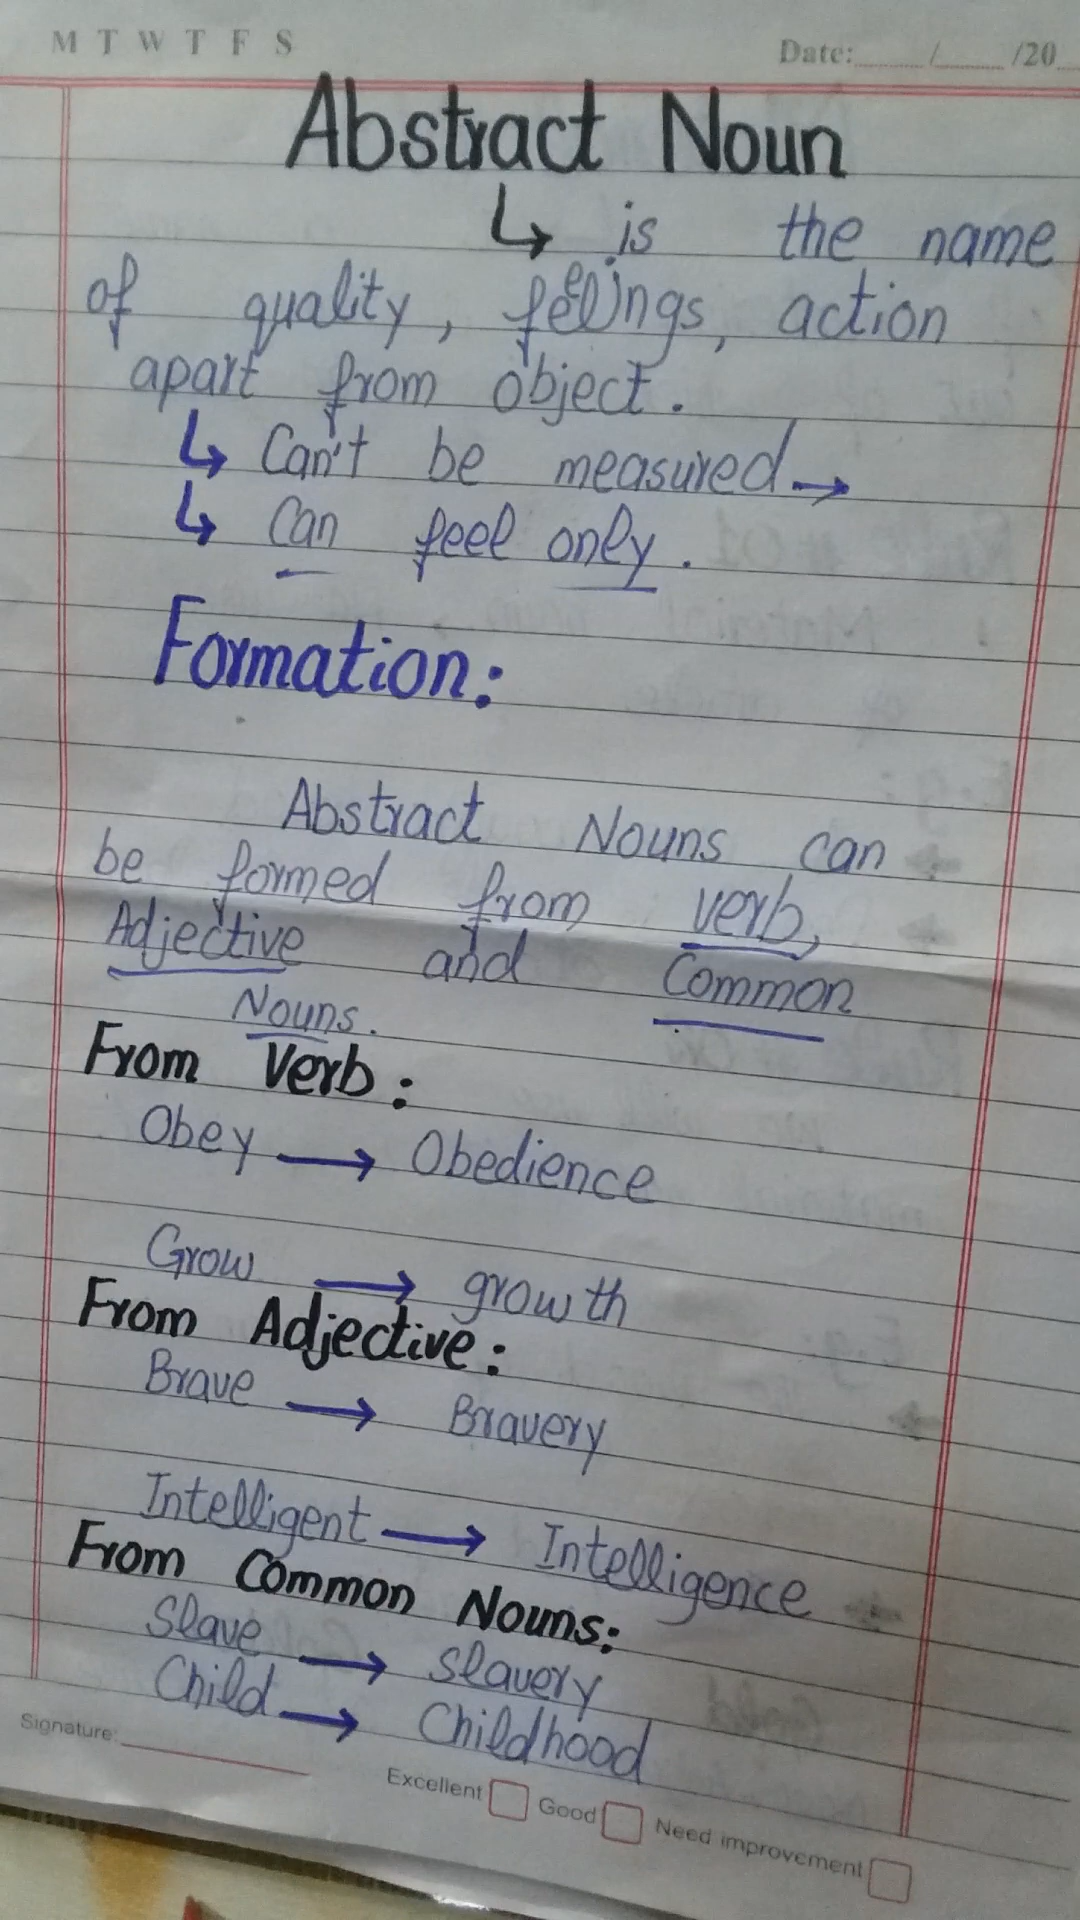 M T W T F S
Date:____/____/20
Abstract Noun
↳ is the name
of quality, feelings, action
apart from object.
↳ Can't be measured →
↳ Can feel only.
Formation:
Abstract Nouns can
be formed from verb,
Adjective and Common
Nouns.
From Verb:
Obey → Obedience
Grow → growth
From Adjective:
Brave → Bravery
Intelligent → Intelligence
From Common Nouns:
Slave → slavery
Child → Childhood
Signature:
Excellent Good Need improvement